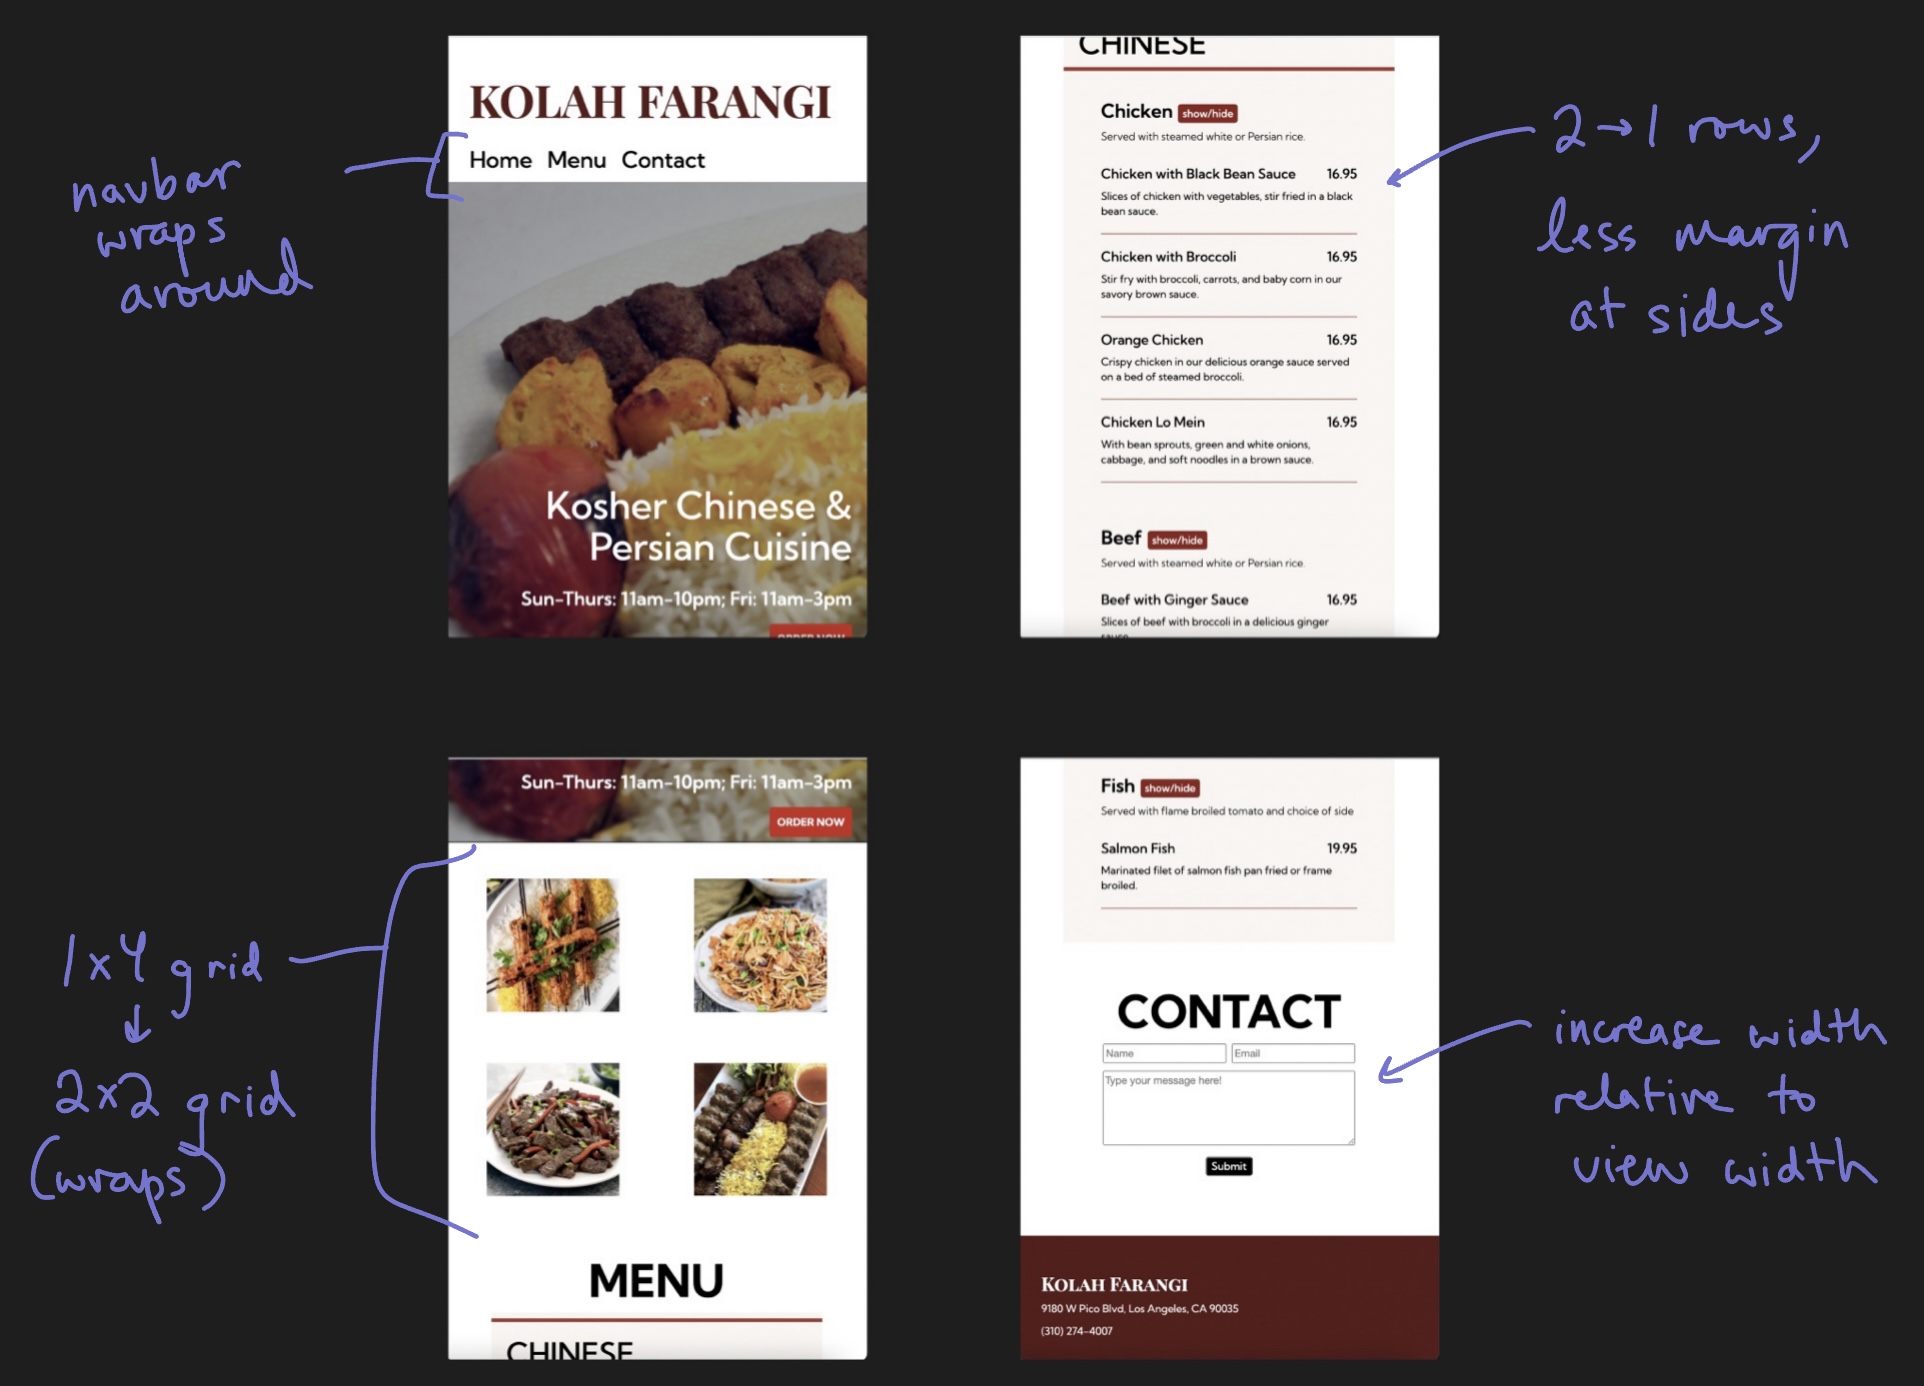 navbar
wraps
around
KOLAH FARANGI
Home Menu Contact
Kosher Chinese &
Persian Cuisine
Sun-Thurs: 11am-10pm; Fri: 11am-3pm
ORDER NOW
CHINESE
Chicken show/hide
Served with steamed white or Persian rice.
Chicken with Black Bean Sauce 16.95
Slices of chicken with vegetables, stir fried in a black
bean sauce.
Chicken with Broccoli 16.95
Stir fry with broccoli, carrots, and baby corn in our
savory brown sauce.
Orange Chicken 16.95
Crispy chicken in our delicious orange sauce served
on a bed of steamed broccoli.
Chicken Lo Mein 16.95
With bean sprouts, green and white onions,
cabbage, and soft noodles in a brown sauce.
Beef show/hide
Served with steamed white or Persian rice.
Beef with Ginger Sauce 16.95
Slices of beef with broccoli in a delicious ginger
sauce.
2→1 rows,
less margin
at sides
1x4 grid
↓
2x2 grid
(wraps)
Sun-Thurs: 11am-10pm; Fri: 11am-3pm
ORDER NOW
MENU
CHINESE
Fish show/hide
Served with flame broiled tomato and choice of side
Salmon Fish 19.95
Marinated filet of salmon fish pan fried or frame
broiled.
CONTACT
Name Email
Type your message here!
Submit
KOLAH FARANGI
9180 W Pico Blvd, Los Angeles, CA 90035
(310) 274-4007
increase width
relative to
view width